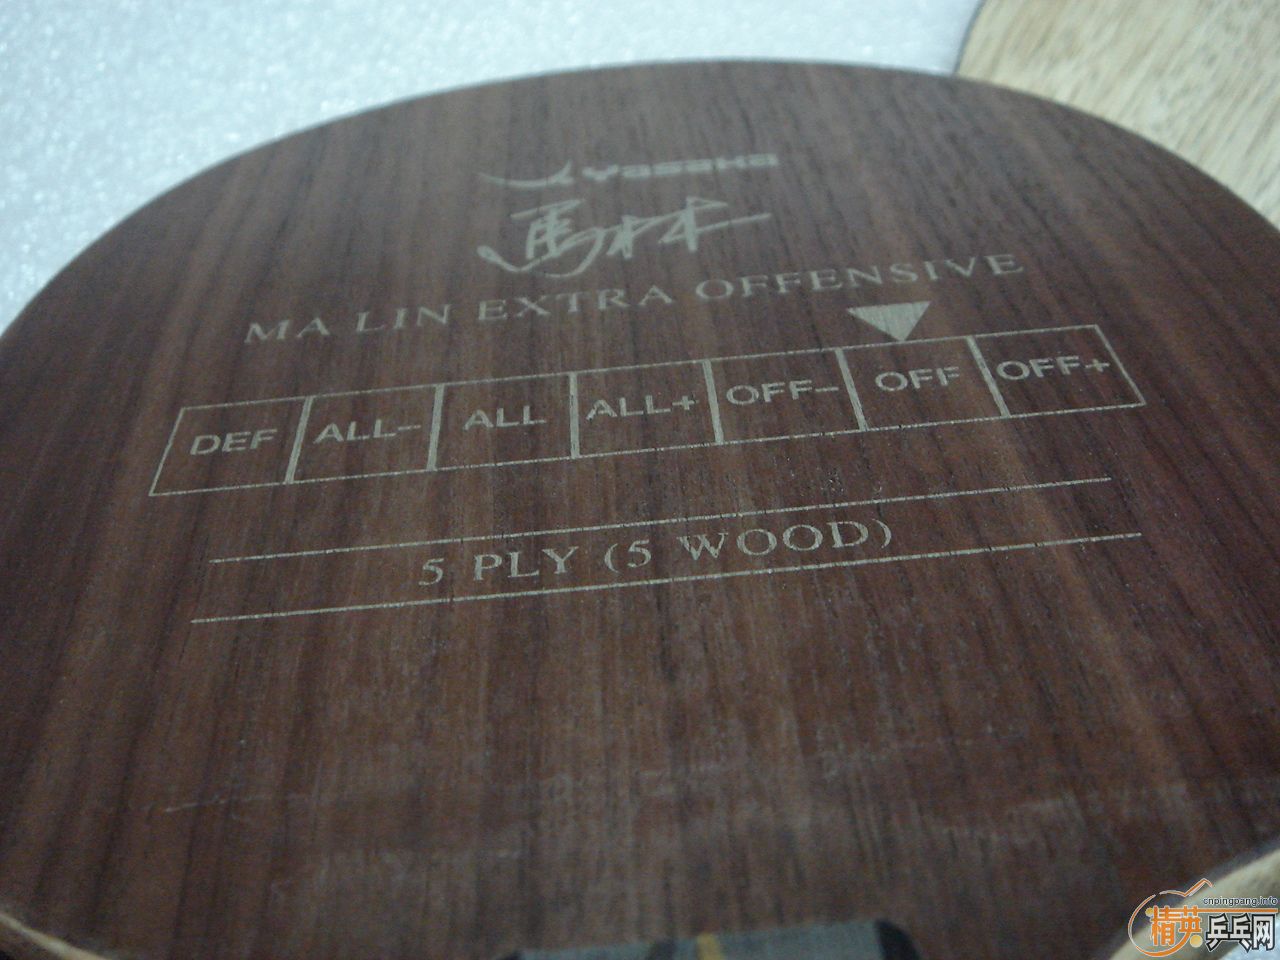 Yasaka
馬林
MA LIN EXTRA OFFENSIVE
DEF ALL− ALL ALL+ OFF− OFF OFF+
5 PLY (5 WOOD)
cnpingpang.info
精英乒乓网